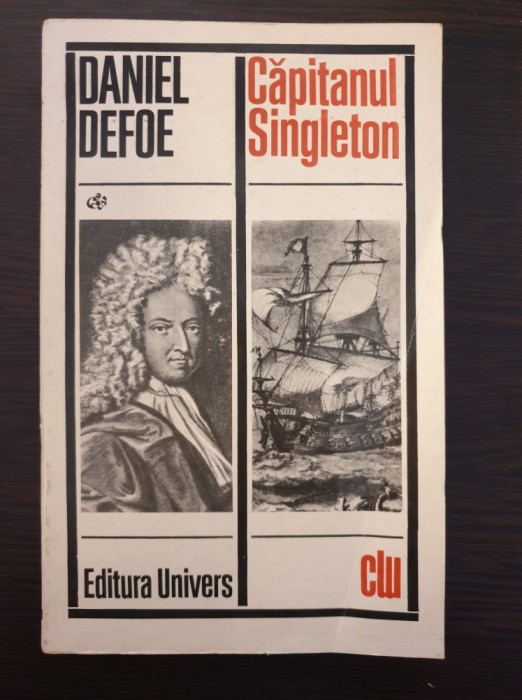 DANIEL
DEFOE
Căpitanul
Singleton
Editura Univers
clu